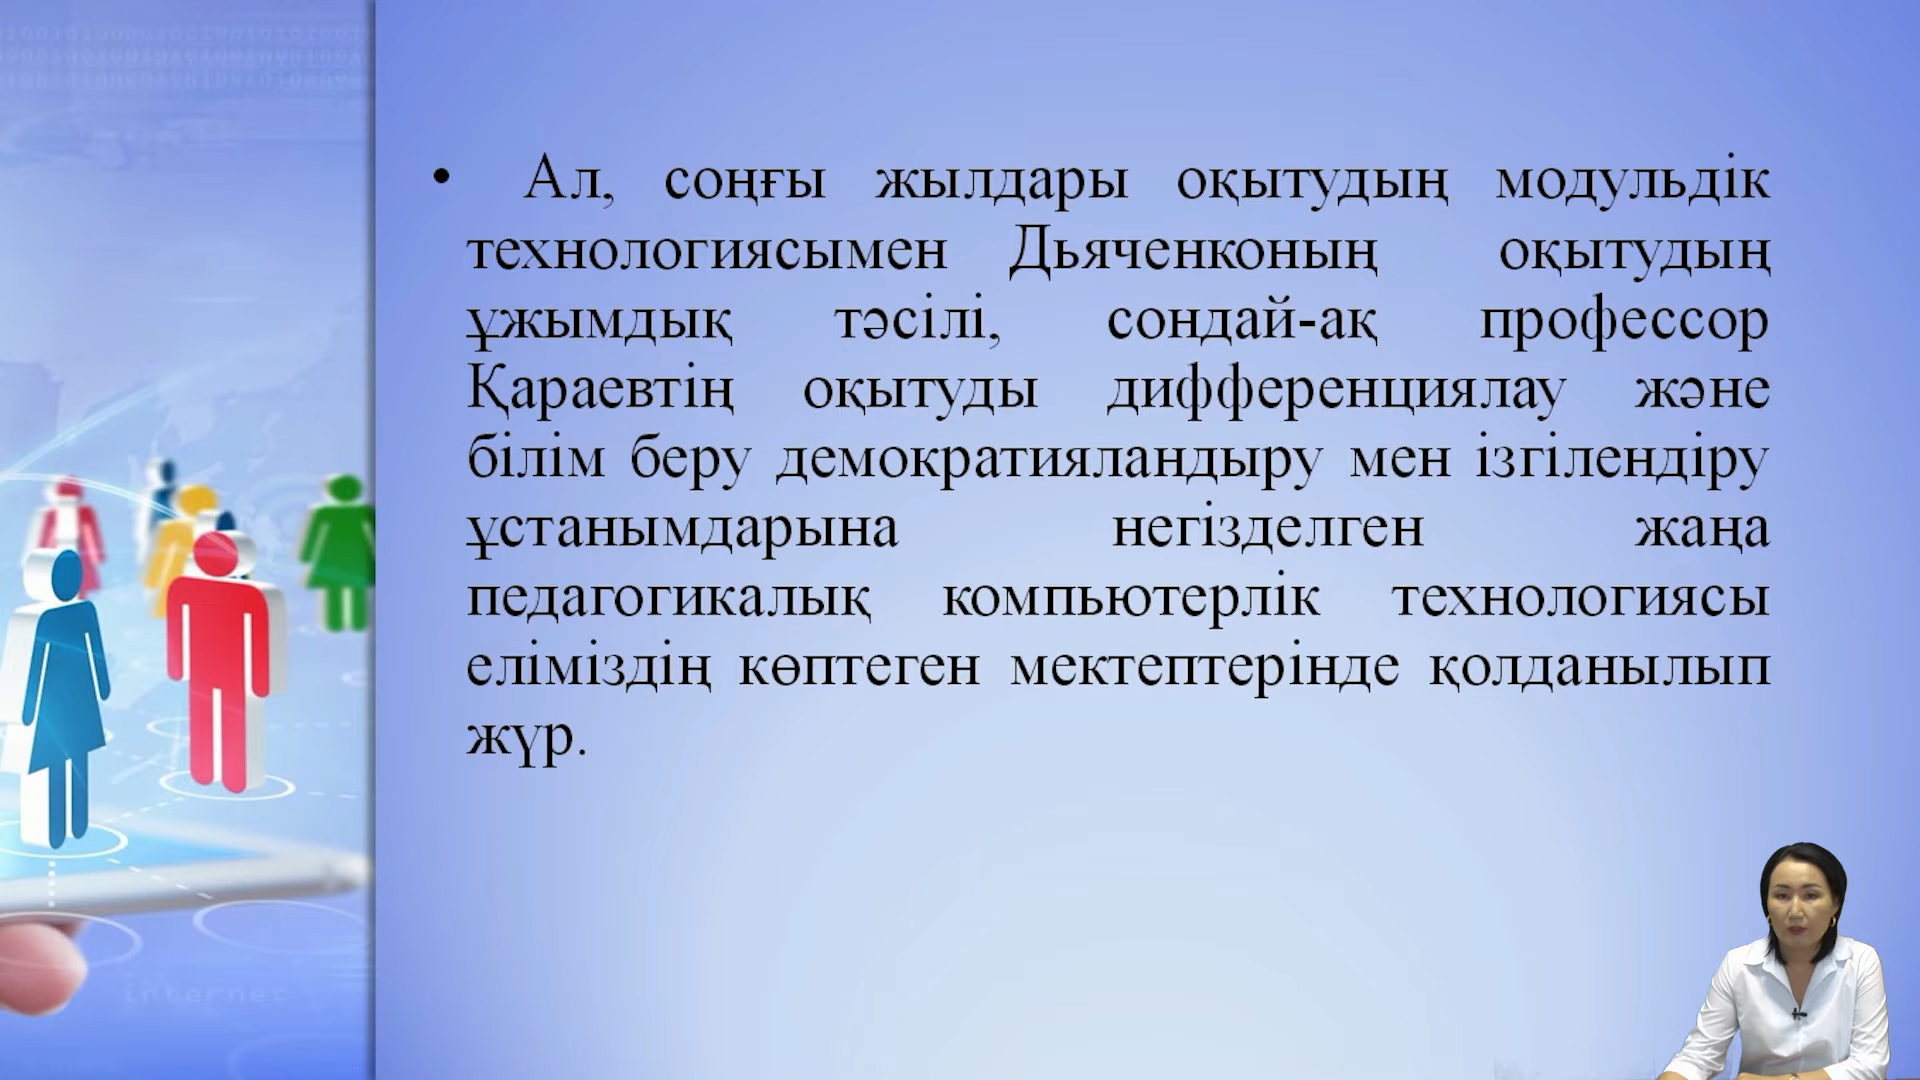 • Ал, соңғы жылдары оқытудың модульдік
технологиясымен Дьяченконың оқытудың
ұжымдық тәсілі, сондай-ақ профессор
Қараевтің оқытуды дифференциялау және
білім беру демократияландыру мен ізгілендіру
ұстанымдарына негізделген жаңа
педагогикалық компьютерлік технологиясы
еліміздің көптеген мектептерінде қолданылып
жүр.
internet